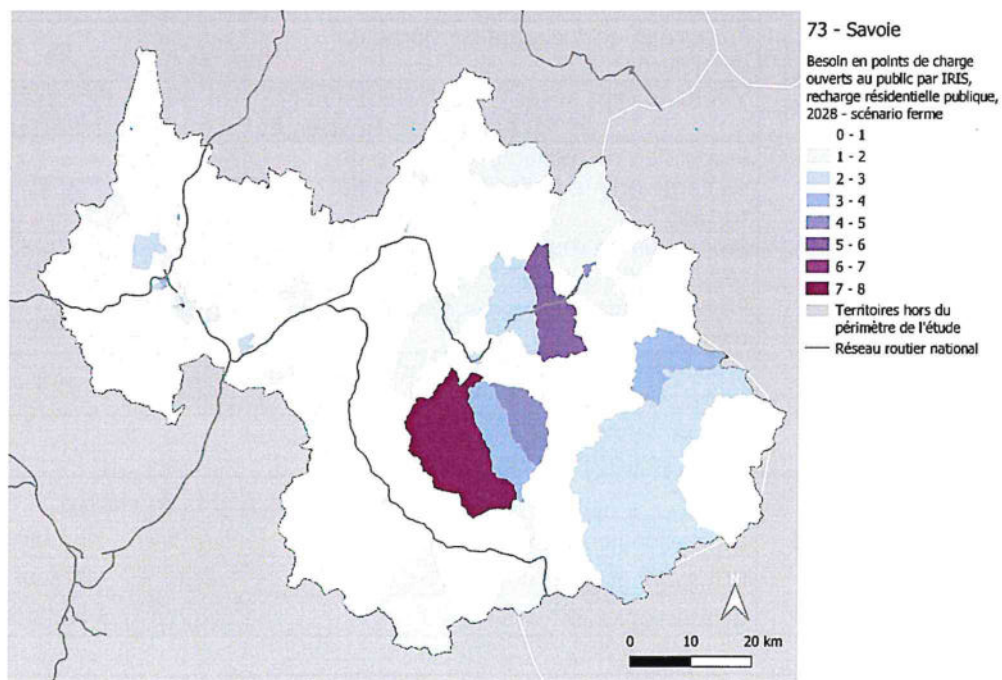 73 - Savoie
Besoin en points de charge
ouverts au public par IRIS,
recharge résidentielle publique,
2028 - scénario ferme
0 - 1
1 - 2
2 - 3
3 - 4
4 - 5
5 - 6
6 - 7
7 - 8
Territoires hors du
périmètre de l'étude
Réseau routier national
0 10 20 km